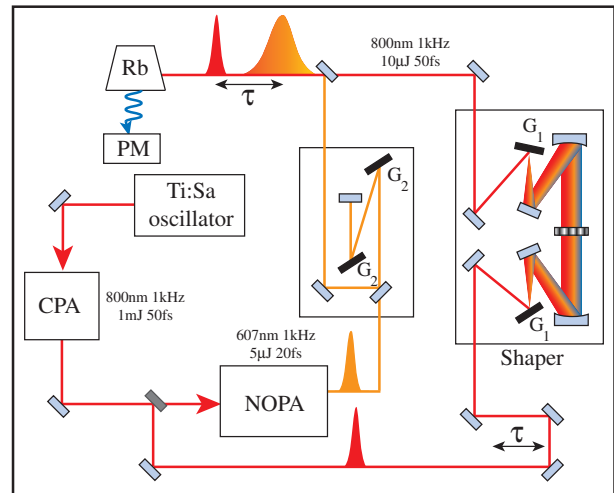 800nm 1kHz
10µJ 50fs
Rb
τ
G1
PM
G2
Ti:Sa
oscillator
G2
CPA
800nm 1kHz
1mJ 50fs
G1
607nm 1kHz
5µJ 20fs
Shaper
NOPA
τ